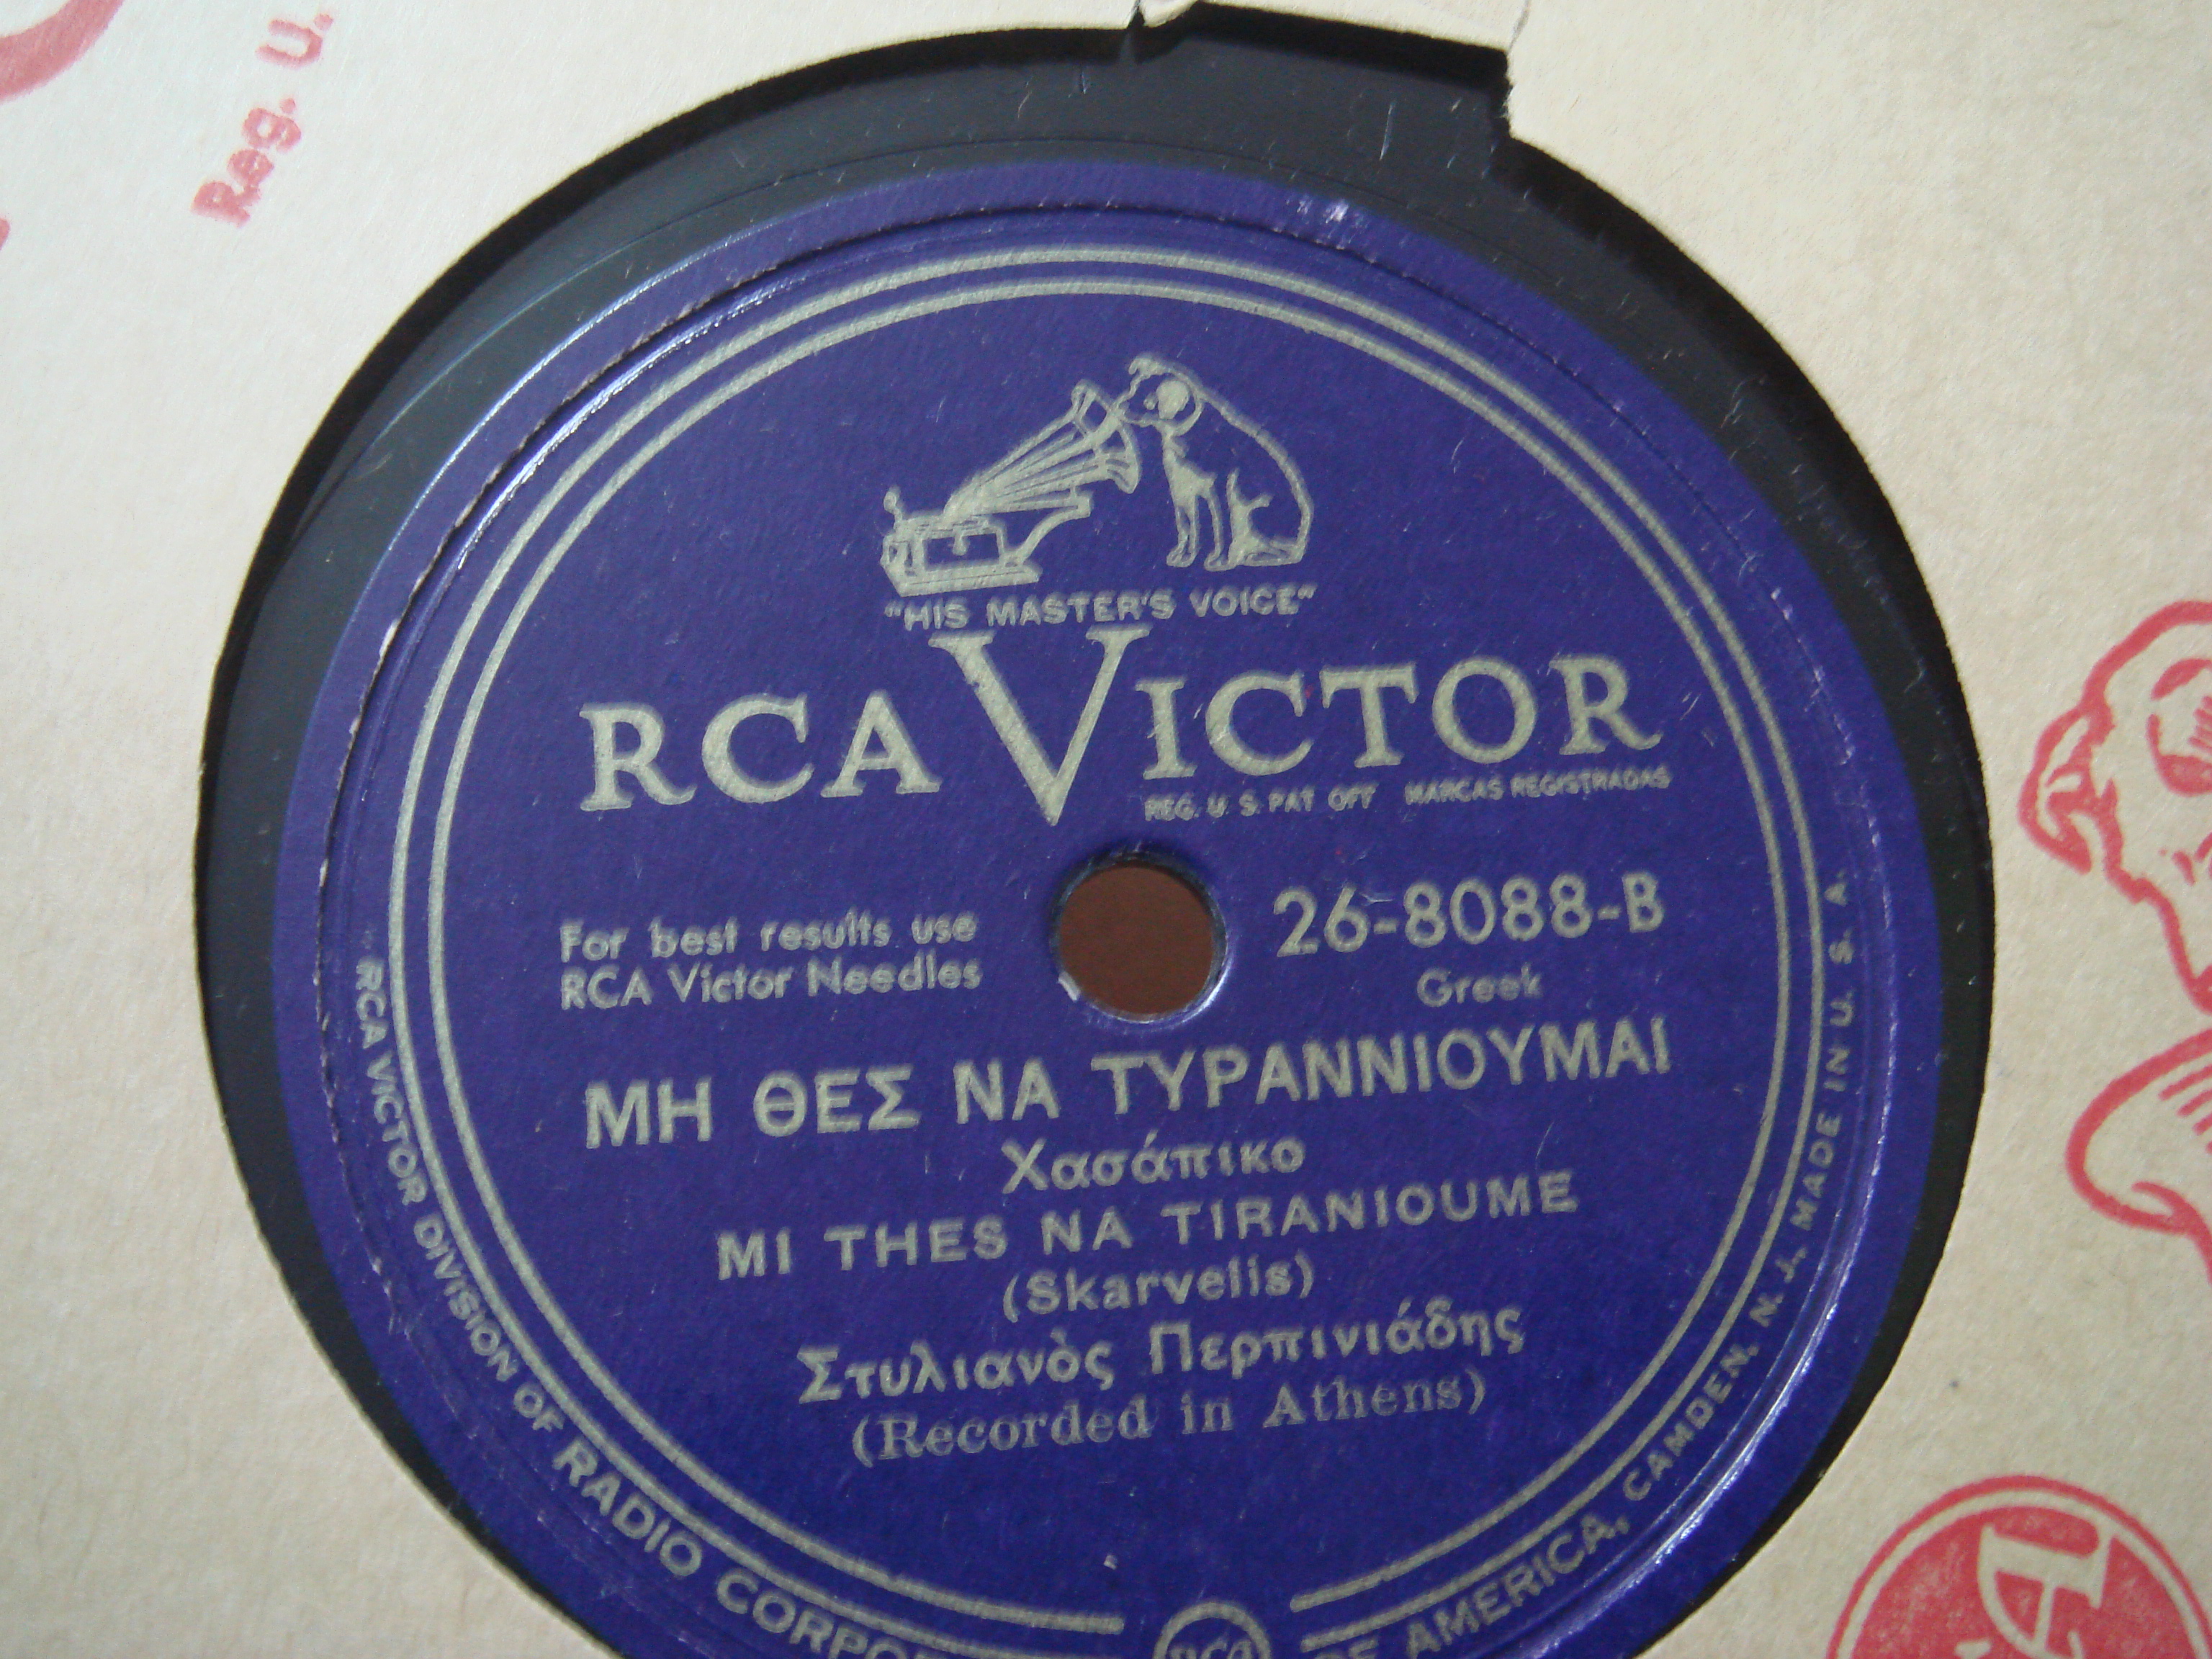 Reg. U.
"HIS MASTER'S VOICE"
RCA VICTOR
REG. U. S. PAT. OFF. MARCAS REGISTRADAS
For best results use
RCA Victor Needles
26-8088-B
Greek
ΜΗ ΘΕΣ ΝΑ ΤΥΡΑΝΝΙΟΥΜΑΙ
Χασάπικο
MI THES NA TIRANIOUME
(Skarvelis)
Στυλιανὸς Περπινιάδης
(Recorded in Athens)
RCA VICTOR DIVISION OF RADIO CORPO
OF AMERICA, CAMDEN, N. J. MADE IN U. S. A.
RCA